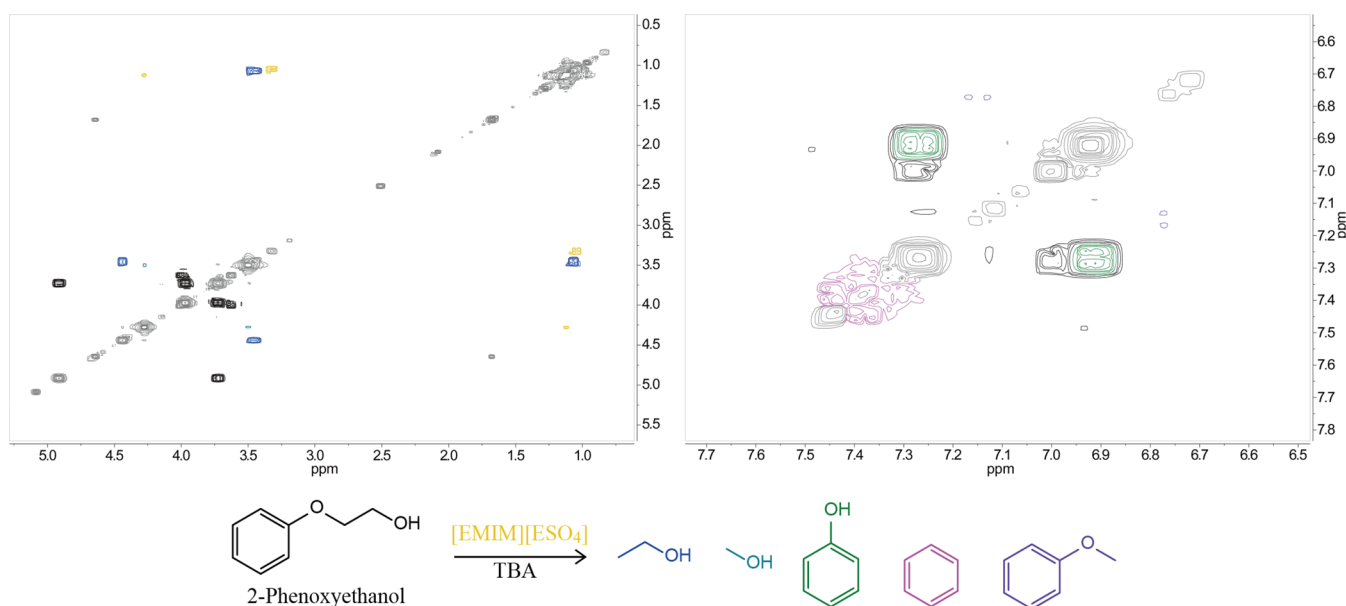 0.5
1.0
1.5
2.0
2.5
3.0
3.5
4.0
4.5
5.0
5.5
ppm
5.0 4.5 4.0 3.5 3.0 2.5 2.0 1.5 1.0
ppm
6.6
6.7
6.8
6.9
7.0
7.1
7.2
7.3
7.4
7.5
7.6
7.7
7.8
ppm
7.7 7.6 7.5 7.4 7.3 7.2 7.1 7.0 6.9 6.8 6.7 6.6 6.5
ppm
O
OH
2-Phenoxyethanol
[EMIM][ESO₄]
TBA
OH
OH
OH
O